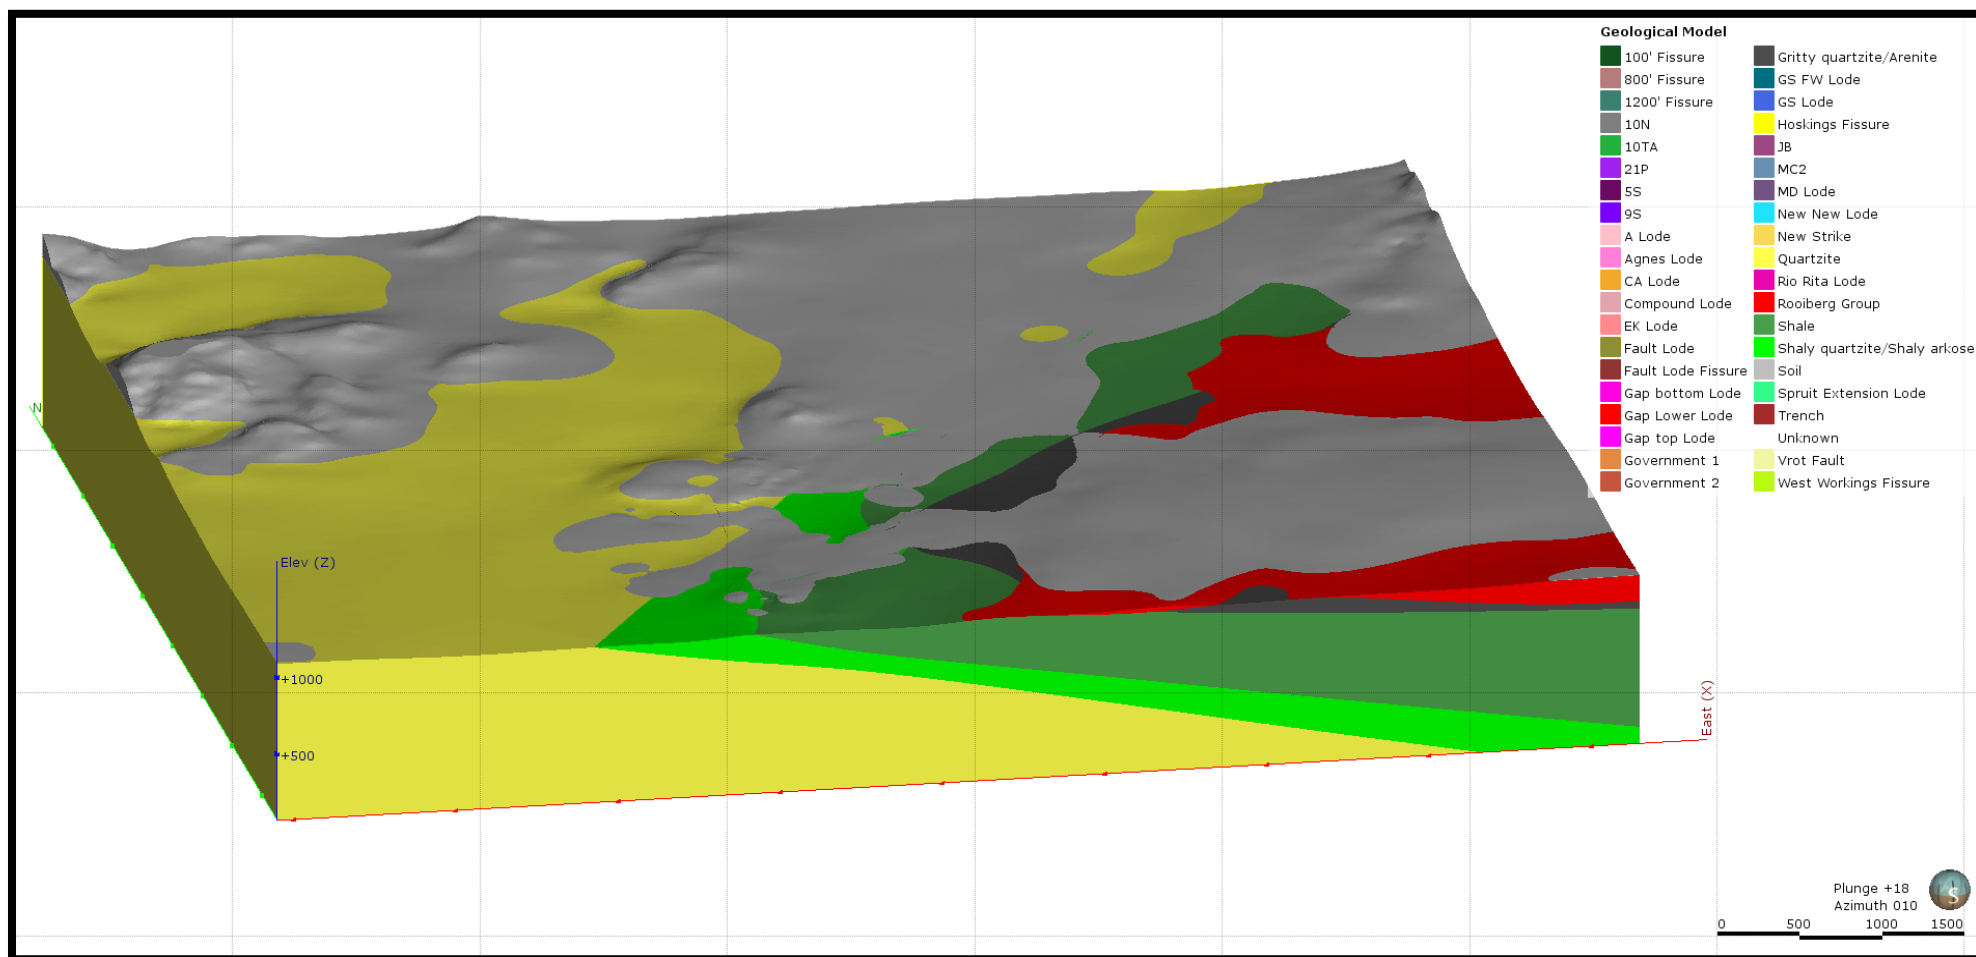 Geological Model
100' Fissure
800' Fissure
1200' Fissure
10N
10TA
21P
5S
9S
A Lode
Agnes Lode
CA Lode
Compound Lode
EK Lode
Fault Lode
Fault Lode Fissure
Gap bottom Lode
Gap Lower Lode
Gap top Lode
Government 1
Government 2
Gritty quartzite/Arenite
GS FW Lode
GS Lode
Hoskings Fissure
JB
MC2
MD Lode
New New Lode
New Strike
Quartzite
Rio Rita Lode
Rooiberg Group
Shale
Shaly quartzite/Shaly arkose
Soil
Spruit Extension Lode
Trench
Unknown
Vrot Fault
West Workings Fissure
N
Elev (Z)
+1000
+500
East (X)
Plunge +18
Azimuth 010
S
0 500 1000 1500